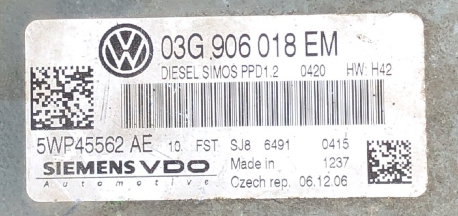 03G 906 018 EM
DIESEL SIMOS PPD1.2 0420 HW: H42
5WP45562 AE 10 FST SJ8 6491 0415
SIEMENS VDO Made in 1237
Automotive Czech rep. 06.12.06